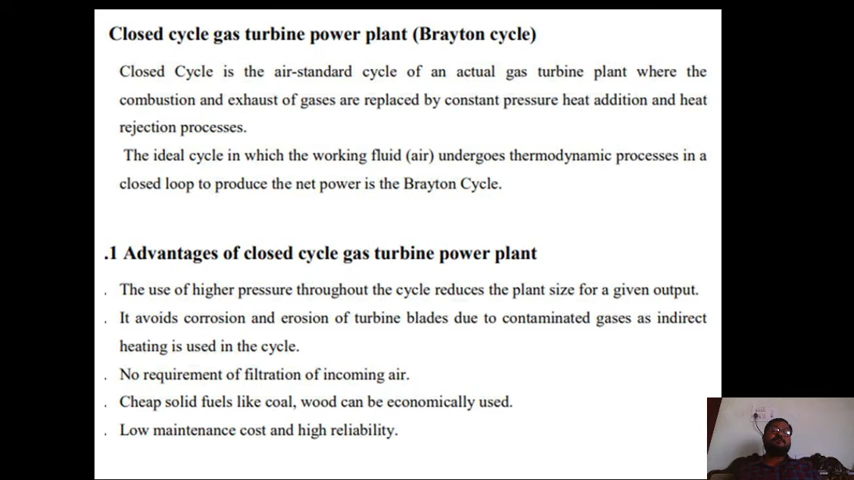 Closed cycle gas turbine power plant (Brayton cycle)
Closed Cycle is the air-standard cycle of an actual gas turbine plant where the
combustion and exhaust of gases are replaced by constant pressure heat addition and heat
rejection processes.
The ideal cycle in which the working fluid (air) undergoes thermodynamic processes in a
closed loop to produce the net power is the Brayton Cycle.
.1 Advantages of closed cycle gas turbine power plant
. The use of higher pressure throughout the cycle reduces the plant size for a given output.
. It avoids corrosion and erosion of turbine blades due to contaminated gases as indirect
heating is used in the cycle.
. No requirement of filtration of incoming air.
. Cheap solid fuels like coal, wood can be economically used.
. Low maintenance cost and high reliability.